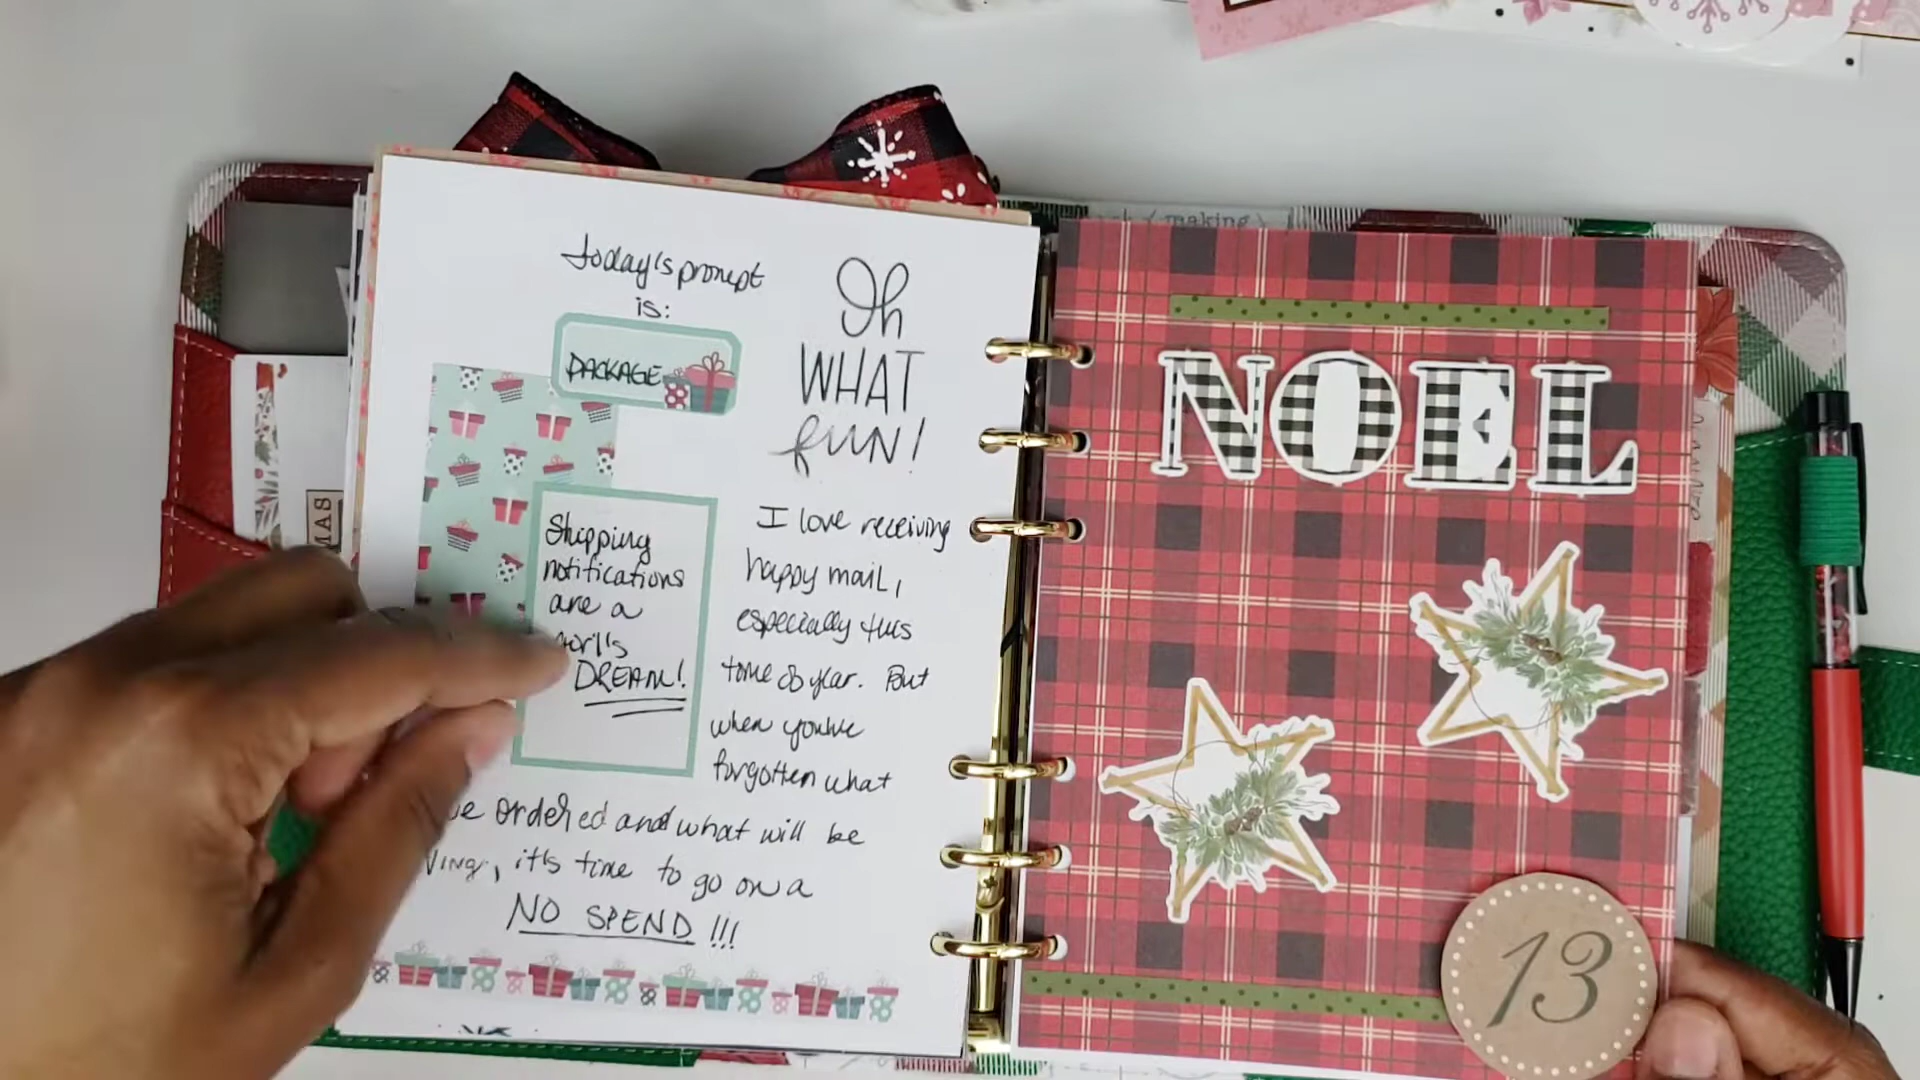 today's prompt
is:
PACKAGE
Oh
WHAT
fun!
Shipping
notifications
are a
DREAM!
I love receiving
happy mail,
especially this
time of year. But
when you've
forgotten what
ordered and what will be
it's time to go on a
NO SPEND !!!
(making)
NOEL
13
MAS